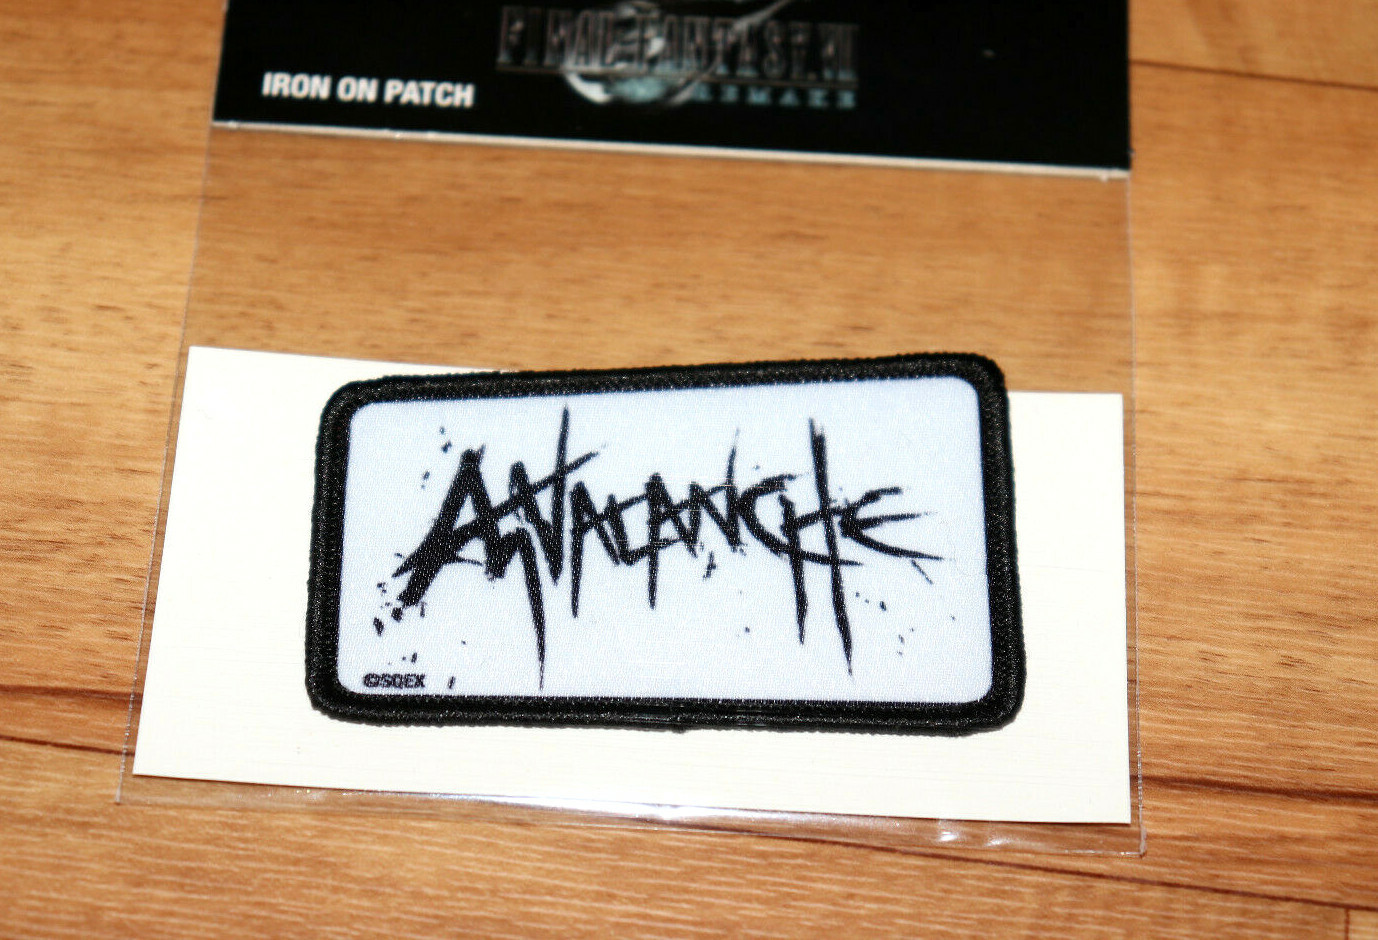 FINAL FANTASY VII
REMAKE
IRON ON PATCH
AVALANCHE
©SQEX